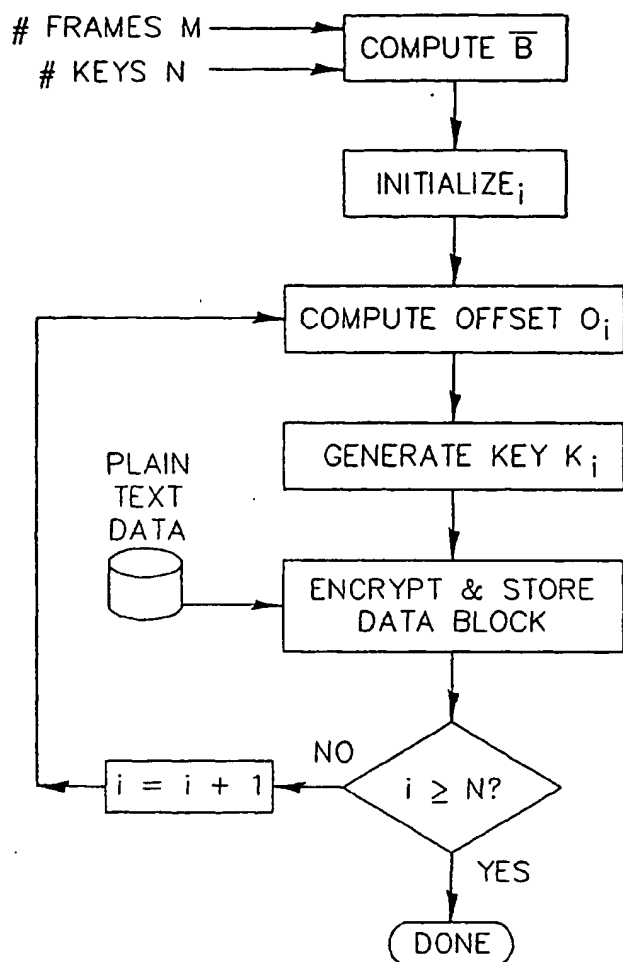 # FRAMES M
# KEYS N
COMPUTE B̅
INITIALIZEᵢ
COMPUTE OFFSET Oᵢ
GENERATE KEY Kᵢ
PLAIN
TEXT
DATA
ENCRYPT & STORE
DATA BLOCK
NO
i = i + 1
i ≥ N?
YES
DONE